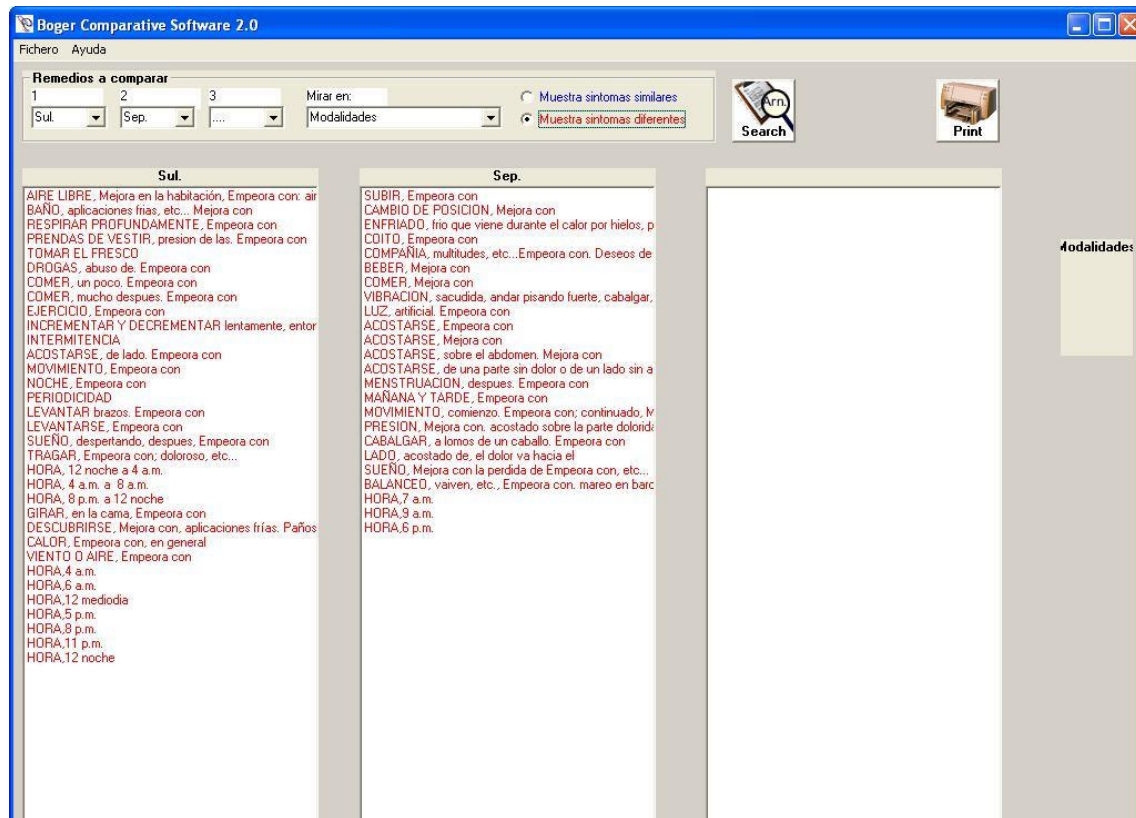 Boger Comparative Software 2.0
Fichero Ayuda
Remedios a comparar
1 2 3 Mirar en:
Sul. Sep. .... Modalidades
Muestra sintomas similares
Muestra sintomas diferentes
Arn.
Search
Print
Sul.
AIRE LIBRE, Mejora en la habitación, Empeora con: air
BAÑO, aplicaciones frias, etc... Mejora con
RESPIRAR PROFUNDAMENTE, Empeora con
PRENDAS DE VESTIR, presion de las. Empeora con
TOMAR EL FRESCO
DROGAS, abuso de. Empeora con
COMER, un poco. Empeora con
COMER, mucho despues. Empeora con
EJERCICIO, Empeora con
INCREMENTAR Y DECREMENTAR lentamente, entor
INTERMITENCIA
ACOSTARSE, de lado. Empeora con
MOVIMIENTO, Empeora con
NOCHE, Empeora con
PERIODICIDAD
LEVANTAR brazos. Empeora con
LEVANTARSE, Empeora con
SUEÑO, despertando, despues, Empeora con
TRAGAR, Empeora con; doloroso, etc...
HORA, 12 noche a 4 a.m.
HORA, 4 a.m. a 8 a.m.
HORA, 8 p.m. a 12 noche
GIRAR, en la cama, Empeora con
DESCUBRIRSE, Mejora con, aplicaciones frías. Paños
CALOR, Empeora con, en general
VIENTO O AIRE, Empeora con
HORA,4 a.m.
HORA,6 a.m.
HORA,12 mediodia
HORA,5 p.m.
HORA,8 p.m.
HORA,11 p.m.
HORA,12 noche
Sep.
SUBIR, Empeora con
CAMBIO DE POSICION, Mejora con
ENFRIADO, frio que viene durante el calor por hielos, p
COITO, Empeora con
COMPAÑIA, multitudes, etc...Empeora con. Deseos de
BEBER, Mejora con
COMER, Mejora con
VIBRACION, sacudida, andar pisando fuerte, cabalgar,
LUZ, artificial. Empeora con
ACOSTARSE, Empeora con
ACOSTARSE, Mejora con
ACOSTARSE, sobre el abdomen. Mejora con
ACOSTARSE, de una parte sin dolor o de un lado sin a
MENSTRUACION, despues. Empeora con
MAÑANA Y TARDE, Empeora con
MOVIMIENTO, comienzo. Empeora con; continuado, M
PRESION, Mejora con. acostado sobre la parte dolorida
CABALGAR, a lomos de un caballo. Empeora con
LADO, acostado de, el dolor va hacia el
SUEÑO, Mejora con la perdida de Empeora con, etc...
BALANCEO, vaiven, etc., Empeora con. mareo en barc
HORA,7 a.m.
HORA,9 a.m.
HORA,6 p.m.
Modalidades